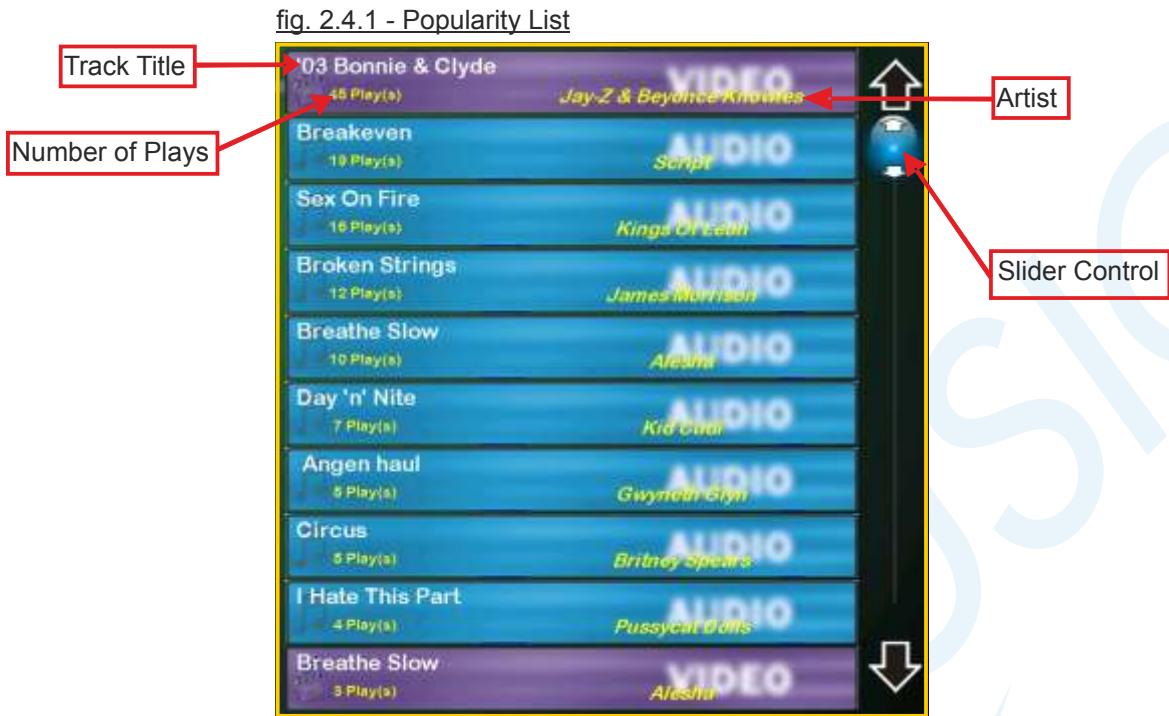 fig. 2.4.1 - Popularity List
Track Title
Number of Plays
Artist
Slider Control
'03 Bonnie & Clyde
VIDEO
45 Play(s)
Jay-Z & Beyonce Knowles
Breakeven
AUDIO
19 Play(s)
Script
Sex On Fire
AUDIO
16 Play(s)
Kings Of Leon
Broken Strings
AUDIO
12 Play(s)
James Morrison
Breathe Slow
AUDIO
10 Play(s)
Alesha
Day 'n' Nite
AUDIO
7 Play(s)
Kid Cudi
Angen haul
AUDIO
5 Play(s)
Gwyneth Glyn
Circus
AUDIO
5 Play(s)
Britney Spears
I Hate This Part
AUDIO
4 Play(s)
Pussycat Dolls
Breathe Slow
VIDEO
3 Play(s)
Alesha